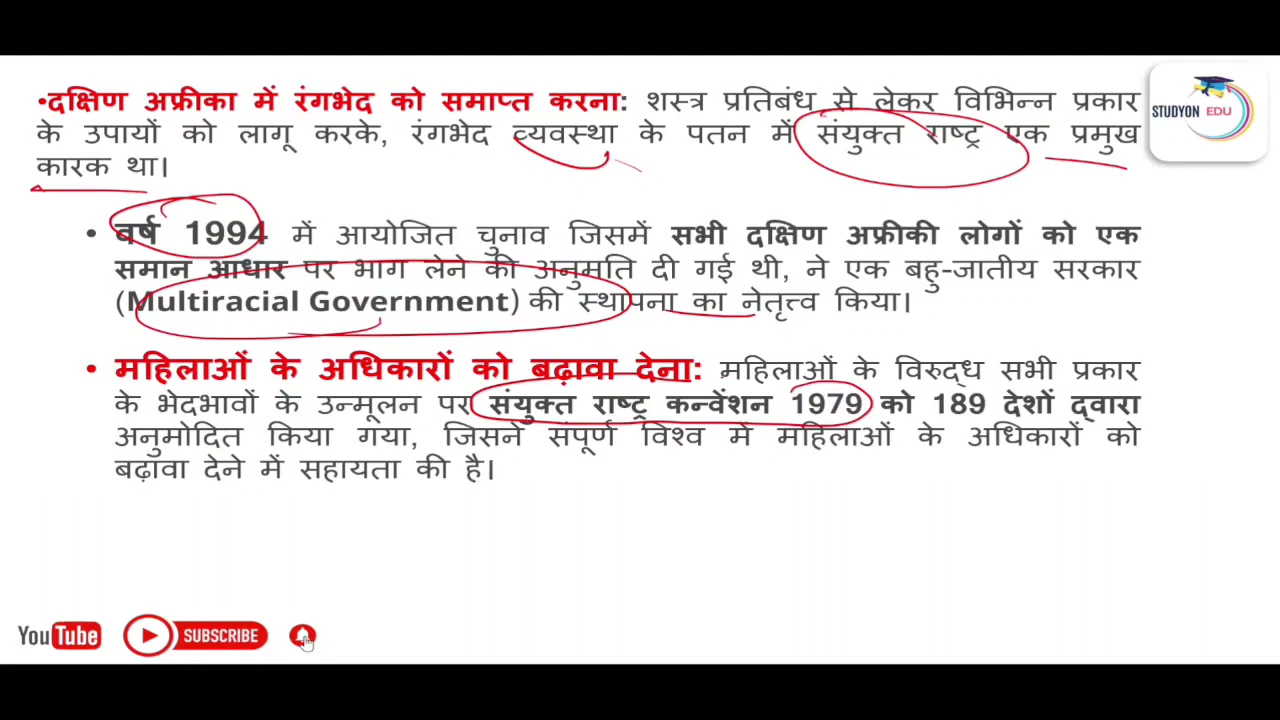 •दक्षिण अफ्रीका में रंगभेद को समाप्त करना: शस्त्र प्रतिबंध से लेकर विभिन्न प्रकार
के उपायों को लागू करके, रंगभेद व्यवस्था के पतन में संयुक्त राष्ट्र एक प्रमुख
कारक था।
STUDYON EDU
• वर्ष 1994 में आयोजित चुनाव जिसमें सभी दक्षिण अफ्रीकी लोगों को एक
समान आधार पर भाग लेने की अनुमति दी गई थी, ने एक बहु-जातीय सरकार
(Multiracial Government) की स्थापना का नेतृत्त्व किया।
• महिलाओं के अधिकारों को बढ़ावा देना: महिलाओं के विरुद्ध सभी प्रकार
के भेदभावों के उन्मूलन पर संयुक्त राष्ट्र कन्वेंशन 1979 को 189 देशों द्वारा
अनुमोदित किया गया, जिसने संपूर्ण विश्व में महिलाओं के अधिकारों को
बढ़ावा देने में सहायता की है।
YouTube SUBSCRIBE